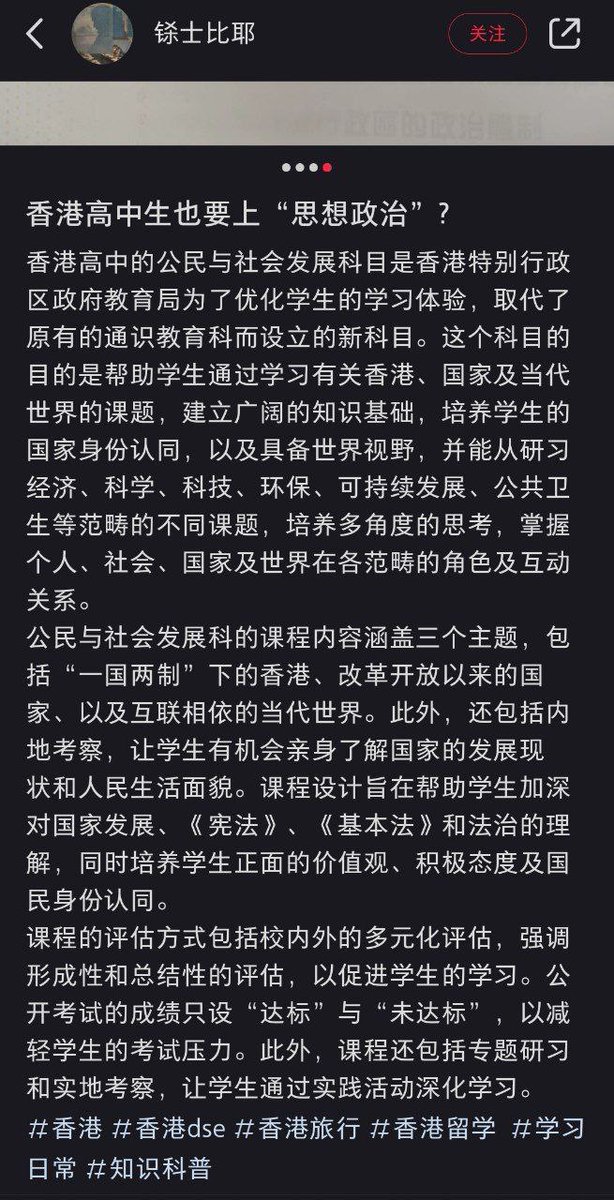 铩士比耶
关注
香港高中生也要上“思想政治”?
香港高中的公民与社会发展科目是香港特别行政
区政府教育局为了优化学生的学习体验，取代了
原有的通识教育科而设立的新科目。这个科目的
目的是帮助学生通过学习有关香港、国家及当代
世界的课题，建立广阔的知识基础，培养学生的
国家身份认同，以及具备世界视野，并能从研习
经济、科学、科技、环保、可持续发展、公共卫
生等范畴的不同课题，培养多角度的思考，掌握
个人、社会、国家及世界在各范畴的角色及互动
关系。
公民与社会发展科的课程内容涵盖三个主题，包
括“一国两制”下的香港、改革开放以来的国
家、以及互联相依的当代世界。此外，还包括内
地考察，让学生有机会亲身了解国家的发展现
状和人民生活面貌。课程设计旨在帮助学生加深
对国家发展、《宪法》、《基本法》和法治的理
解，同时培养学生正面的价值观、积极态度及国
民身份认同。
课程的评估方式包括校内外的多元化评估，强调
形成性和总结性的评估，以促进学生的学习。公
开考试的成绩只设“达标”与“未达标”，以减
轻学生的考试压力。此外，课程还包括专题研习
和实地考察，让学生通过实践活动深化学习。
#香港 #香港dse #香港旅行 #香港留学 #学习
日常 #知识科普